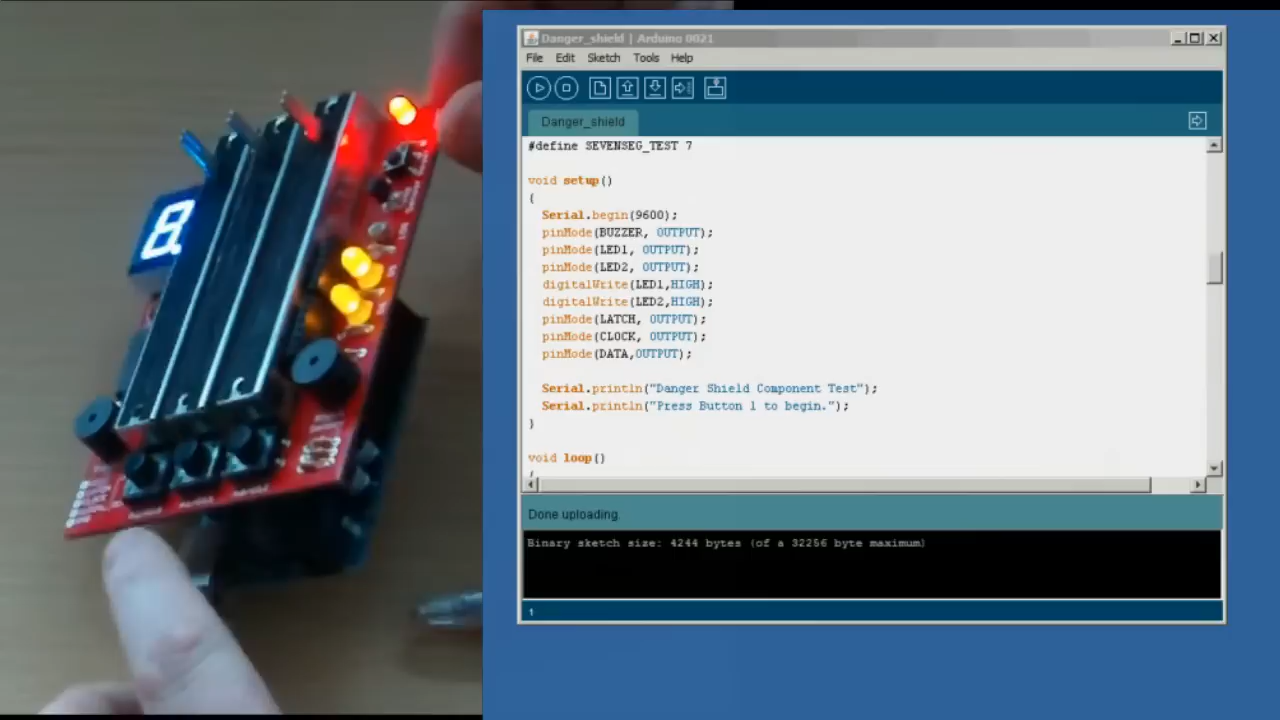 8
Danger_shield | Arduino 0021
File Edit Sketch Tools Help
Danger_shield
#define SEVENSEG_TEST 7
void setup()
{
Serial.begin(9600);
pinMode(BUZZER, OUTPUT);
pinMode(LED1, OUTPUT);
pinMode(LED2, OUTPUT);
digitalWrite(LED1,HIGH);
digitalWrite(LED2,HIGH);
pinMode(LATCH, OUTPUT);
pinMode(CLOCK, OUTPUT);
pinMode(DATA,OUTPUT);
Serial.println("Danger Shield Component Test");
Serial.println("Press Button 1 to begin.");
}
void loop()
{
Done uploading.
Binary sketch size: 4244 bytes (of a 32256 byte maximum)
1